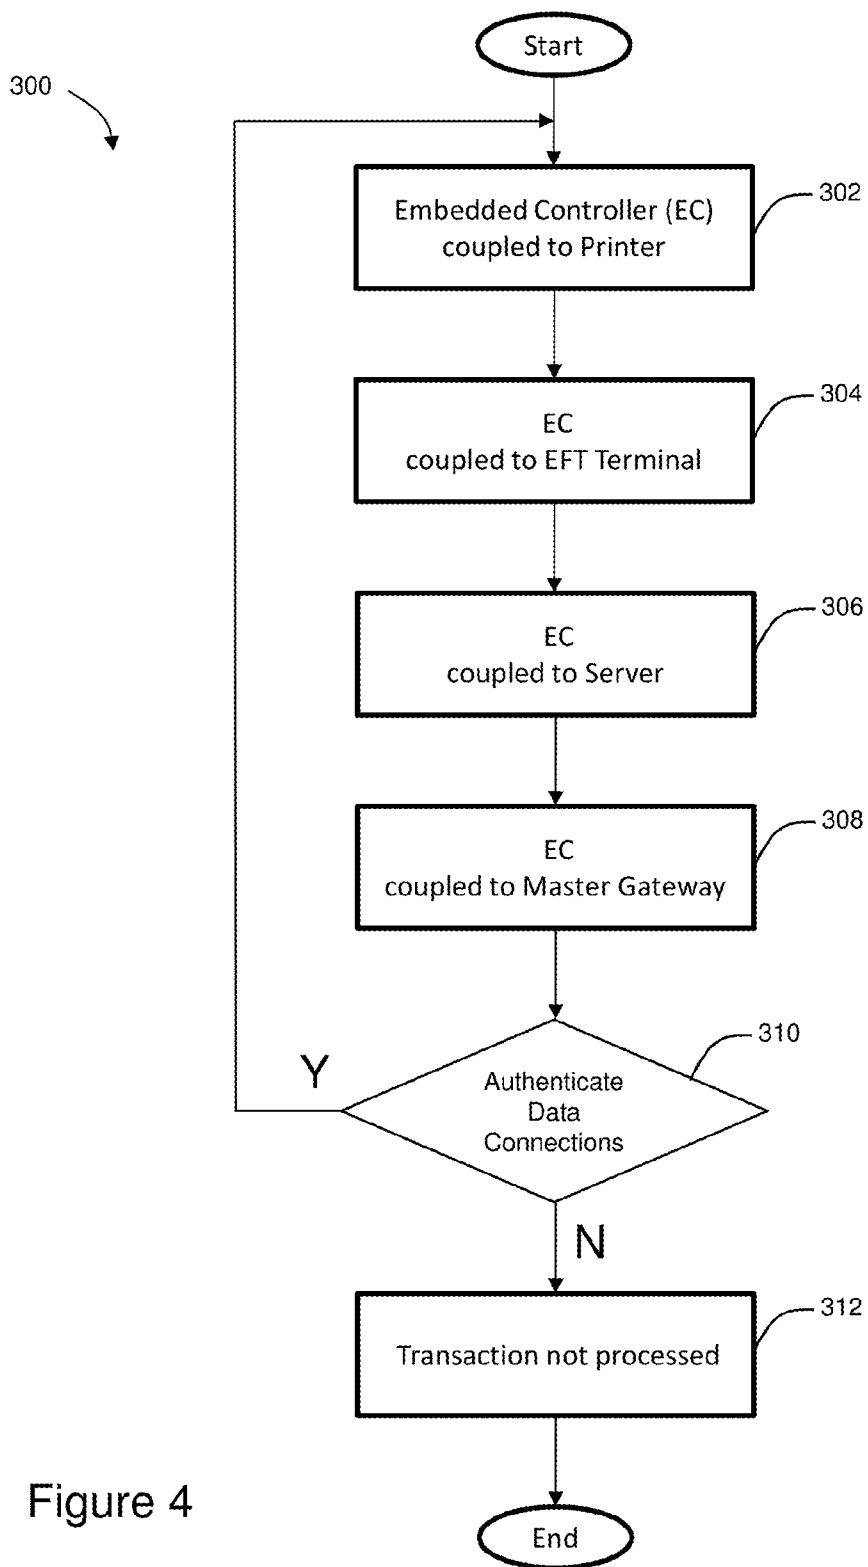 Start
300
Embedded Controller (EC)
coupled to Printer
302
EC
coupled to EFT Terminal
304
EC
coupled to Server
306
EC
coupled to Master Gateway
308
Y
Authenticate
Data
Connections
310
N
Transaction not processed
312
Figure 4
End